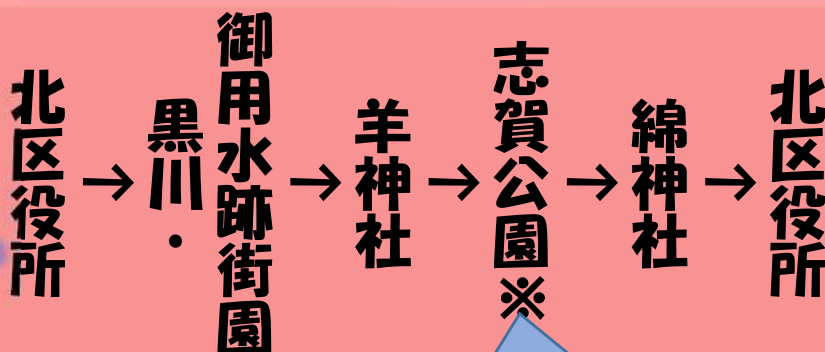 北区役所
→
黒川・
御用水跡街園
→
羊神社
→
志賀公園※
→
綿神社
→
北区役所